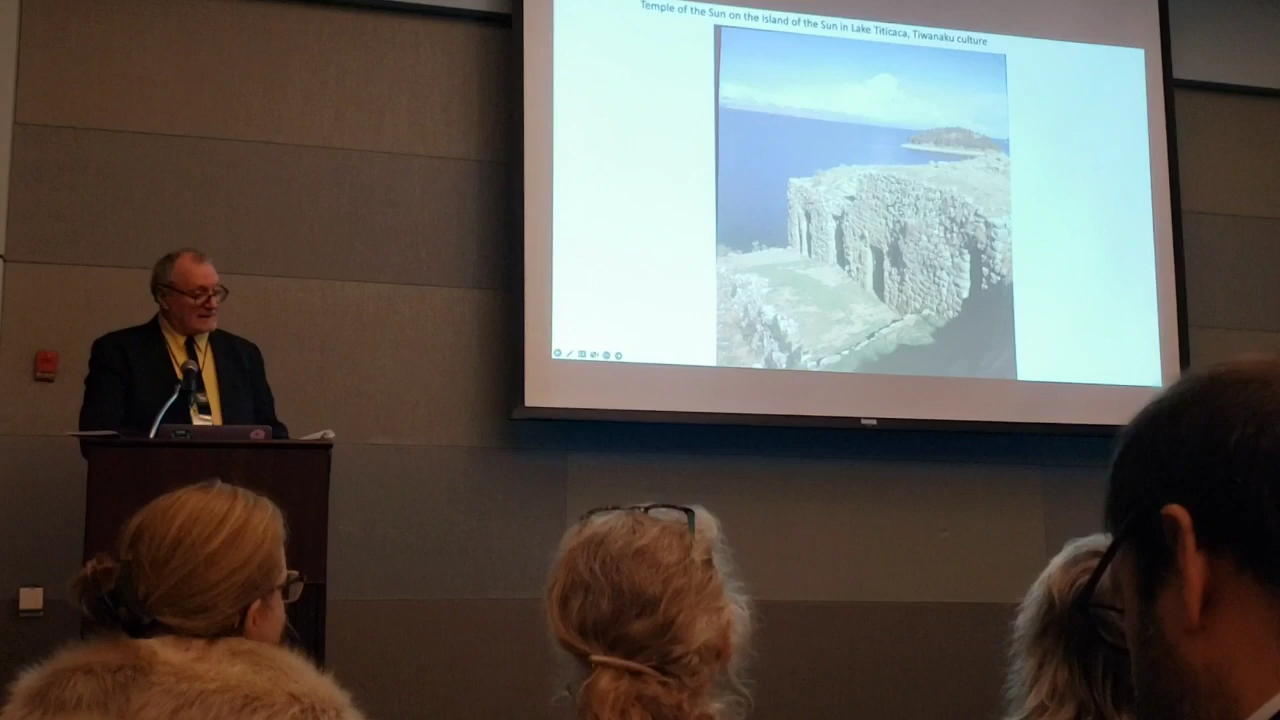 Temple of the Sun on the Island of the Sun in Lake Titicaca, Tiwanaku culture